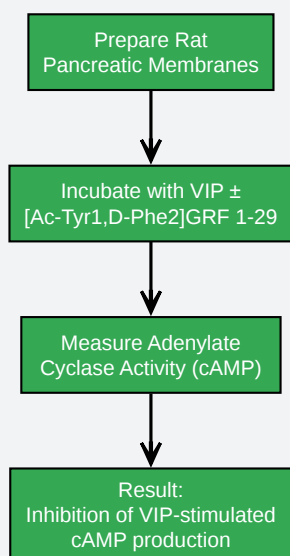 Prepare Rat
Pancreatic Membranes
Incubate with VIP ±
[Ac-Tyr1,D-Phe2]GRF 1-29
Measure Adenylate
Cyclase Activity (cAMP)
Result:
Inhibition of VIP-stimulated
cAMP production